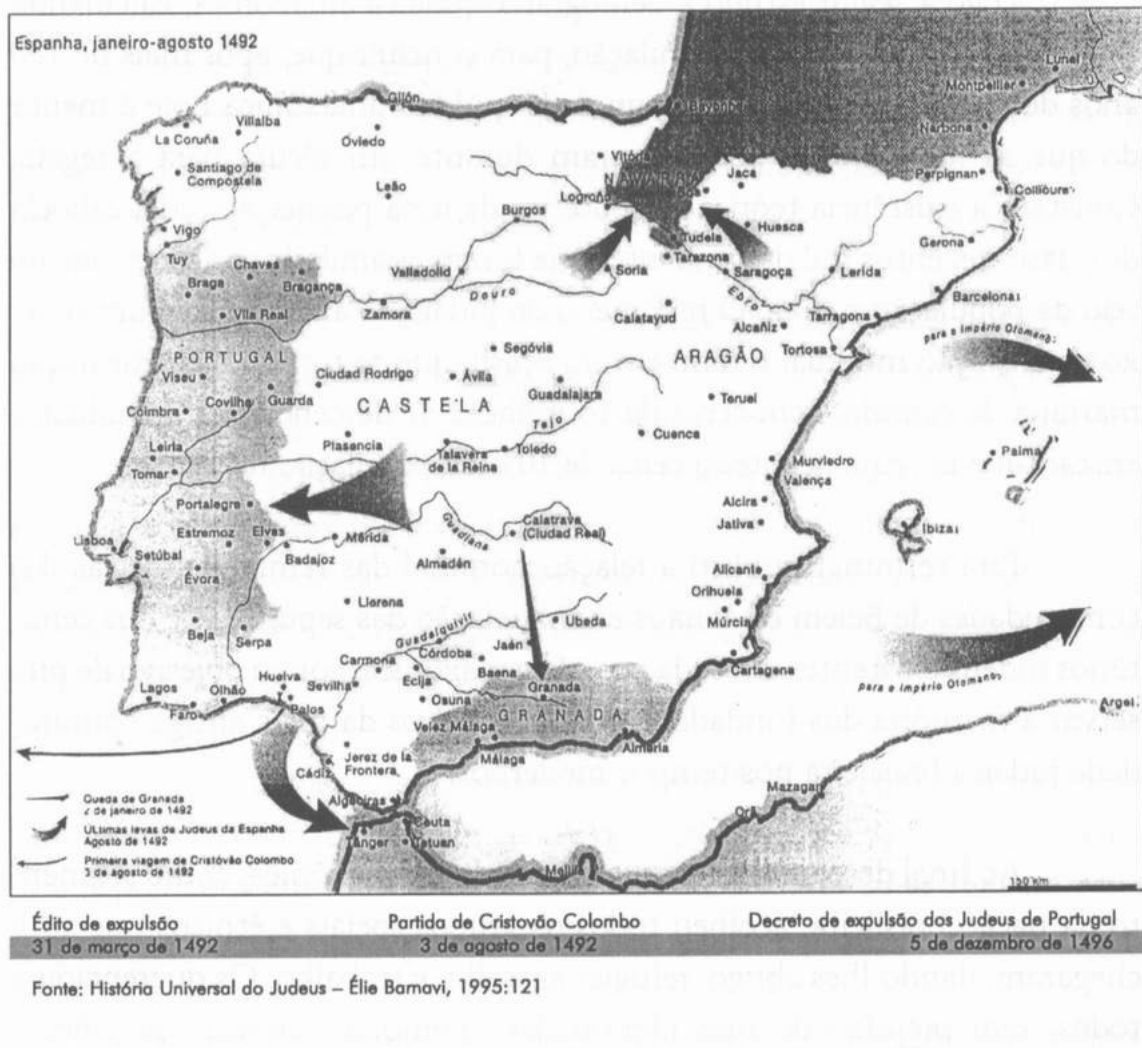 Espanha, janeiro-agosto 1492
Gijón
Villalba
La Coruña
Oviedo
Santiago de
Compostela
Leão
Burgos
Vigo
Tuy
Chaves
Braga
Bragança
Vila Real
Valladolid
Zamora
Douro
Logroño
Soria
Tudela
Tarazona
Saragoça
Jaca
Huesca
Ebro
Lunel
Montpellier
Narbona
Perpignan
Collioure
Gerona
Lerida
Barcelona
Tarragona
Tortosa
Calatayud
Alcañiz
ARAGÃO
Teruel
Cuenca
para o Império Otomano
PORTUGAL
Viseu
Guarda
Covilhe
Coimbra
Leiria
Tomar
Portalegre
Estremoz
Elvas
Lisboa
Setúbal
Évora
Beja
Serpa
Lagos
Faro
Olhão
Segóvia
Ciudad Rodrigo
Avila
Guadalajara
CASTELA
Plasencia
Tejo
Talavera
de la Reina
Toledo
Mérida
Badajoz
Guadiana
Calatrava
(Ciudad Real)
Almadén
Llerena
Murviedro
Valença
Alcira
Jativa
Palma
Ibiza
Alicante
Orihuela
Múrcia
Cartagena
Guadalquivir
Ubeda
Jaén
Córdoba
Carmona
Baena
Sevilha
Ecija
Osuna
Granada
GRANADA
Huelva
Palos
Velez Málaga
Málaga
Almeria
Jerez de la
Frontera
Cádiz
Algeciras
Ceuta
Tânger
Tetuan
Melilla
Orã
Mazagan
Argel
Para o Império Otomano
Queda de Granada
2 de janeiro de 1492
Últimas levas de Judeus da Espanha
Agosto de 1492
Primeira viagem de Cristóvão Colombo
3 de agosto de 1492
100 km
Édito de expulsão
31 de março de 1492
Partida de Cristovão Colombo
3 de agosto de 1492
Decreto de expulsão dos Judeus de Portugal
5 de dezembro de 1496
Fonte: História Universal do Judeus – Élie Barnavi, 1995:121